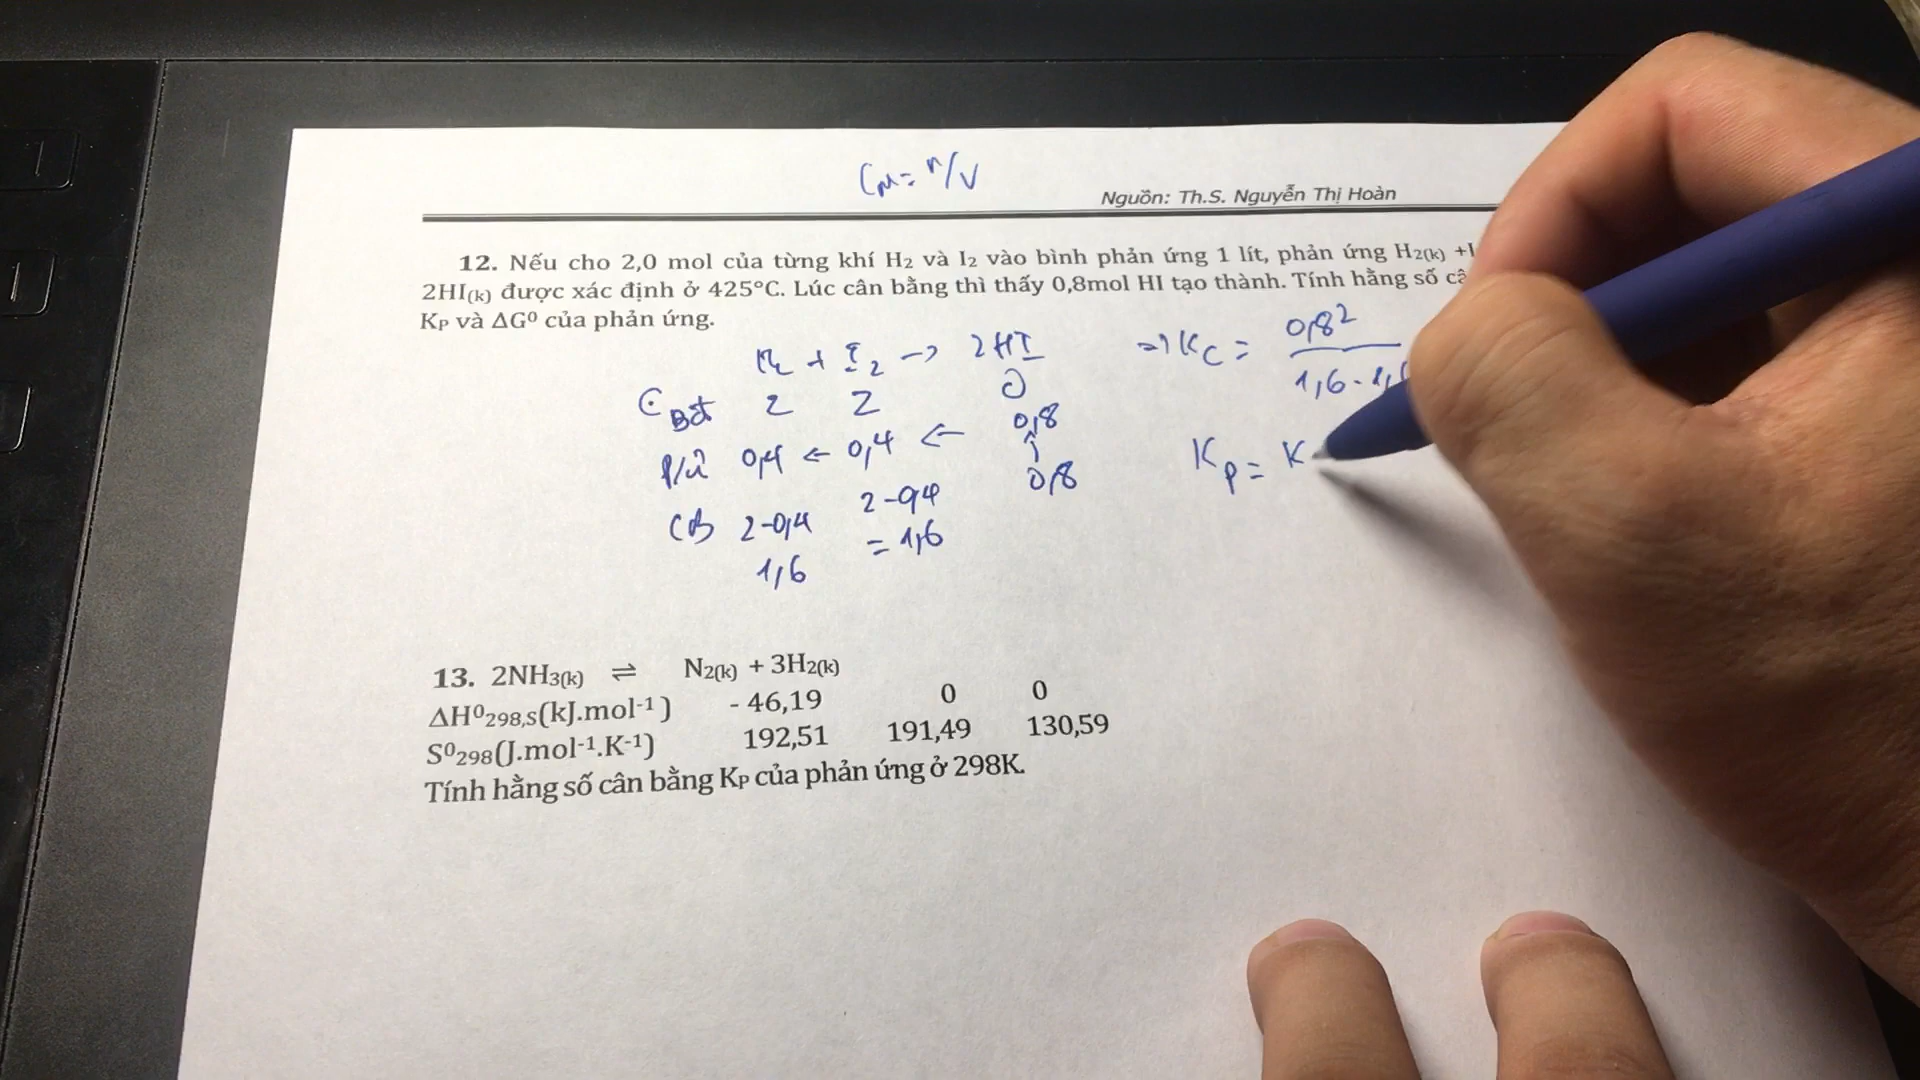 CM = n/V
Nguồn: Th.S. Nguyễn Thị Hoàn
12. Nếu cho 2,0 mol của từng khí H2 và I2 vào bình phản ứng 1 lít, phản ứng H2(k) +I
2HI(k) được xác định ở 425°C. Lúc cân bằng thì thấy 0,8mol HI tạo thành. Tính hằng số câ
KP và ΔG⁰ của phản ứng.
H2 + I2 → 2HI
CBđ 2 2 0
P/ứ 0,4 ← 0,4 ← 0,8
↑
0,8
CB 2-0,4 2-0,4
1,6 = 1,6
⇒ KC = 0,8²
1,6 . 1,
Kp = K
13. 2NH3(k) ⇌ N2(k) + 3H2(k)
ΔH⁰298,S(kJ.mol⁻¹) - 46,19 0 0
S⁰298(J.mol⁻¹.K⁻¹) 192,51 191,49 130,59
Tính hằng số cân bằng KP của phản ứng ở 298K.